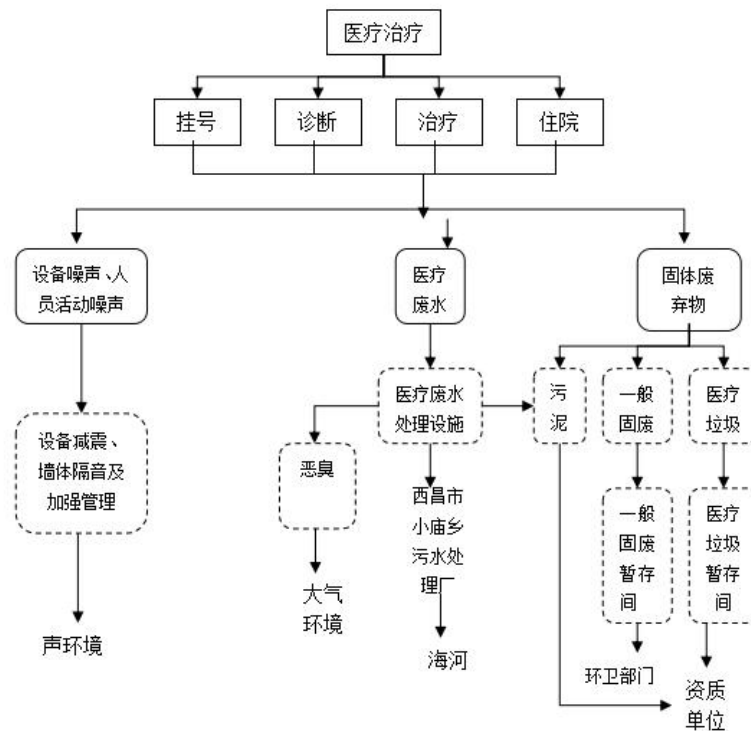 医疗治疗
挂号
诊断
治疗
住院
设备噪声、人
员活动噪声
医疗
废水
固体废
弃物
设备减震、
墙体隔音及
加强管理
恶臭
医疗废水
处理设施
污
泥
一般
固废
医疗
垃圾
西昌市
小庙乡
污水处
理
一般
固废
暂存
间
医疗
垃圾
暂存
间
声环境
大气
环境
海河
环卫部门
资质
单位